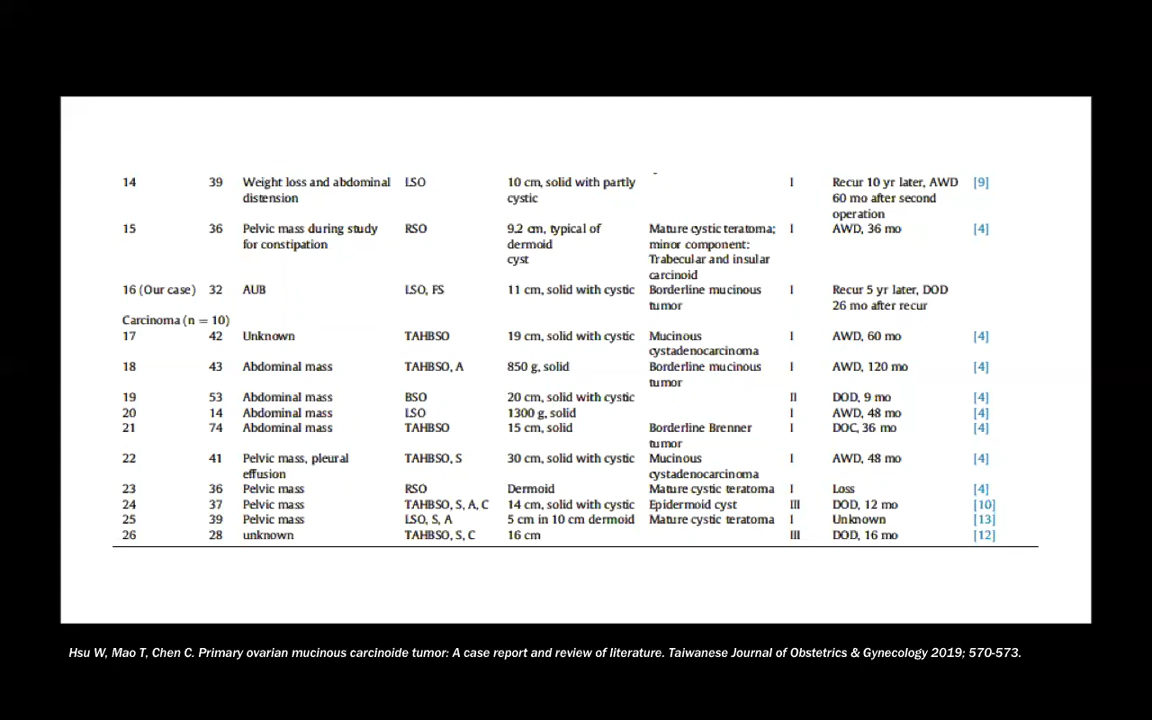 14 39 Weight loss and abdominal LSO 10 cm, solid with partly I Recur 10 yr later, AWD [9]
distension cystic 60 mo after second
operation
15 36 Pelvic mass during study RSO 9.2 cm, typical of Mature cystic teratoma; I AWD, 36 mo [4]
for constipation dermoid minor component:
cyst Trabecular and insular
carcinoid
16 (Our case) 32 AUB LSO, FS 11 cm, solid with cystic Borderline mucinous I Recur 5 yr later, DOD
tumor 26 mo after recur
Carcinoma (n = 10)
17 42 Unknown TAHBSO 19 cm, solid with cystic Mucinous I AWD, 60 mo [4]
cystadenocarcinoma
18 43 Abdominal mass TAHBSO, A 850 g, solid Borderline mucinous I AWD, 120 mo [4]
tumor
19 53 Abdominal mass BSO 20 cm, solid with cystic II DOD, 9 mo [4]
20 14 Abdominal mass LSO 1300 g, solid I AWD, 48 mo [4]
21 74 Abdominal mass TAHBSO 15 cm, solid Borderline Brenner I DOC, 36 mo [4]
tumor
22 41 Pelvic mass, pleural TAHBSO, S 30 cm, solid with cystic Mucinous I AWD, 48 mo [4]
effusion cystadenocarcinoma
23 36 Pelvic mass RSO Dermoid Mature cystic teratoma I Loss [4]
24 37 Pelvic mass TAHBSO, S, A, C 14 cm, solid with cystic Epidermoid cyst III DOD, 12 mo [10]
25 39 Pelvic mass LSO, S, A 5 cm in 10 cm dermoid Mature cystic teratoma I Unknown [13]
26 28 unknown TAHBSO, S, C 16 cm III DOD, 16 mo [12]
Hsu W, Mao T, Chen C. Primary ovarian mucinous carcinoide tumor: A case report and review of literature. Taiwanese Journal of Obstetrics & Gynecology 2019; 570-573.